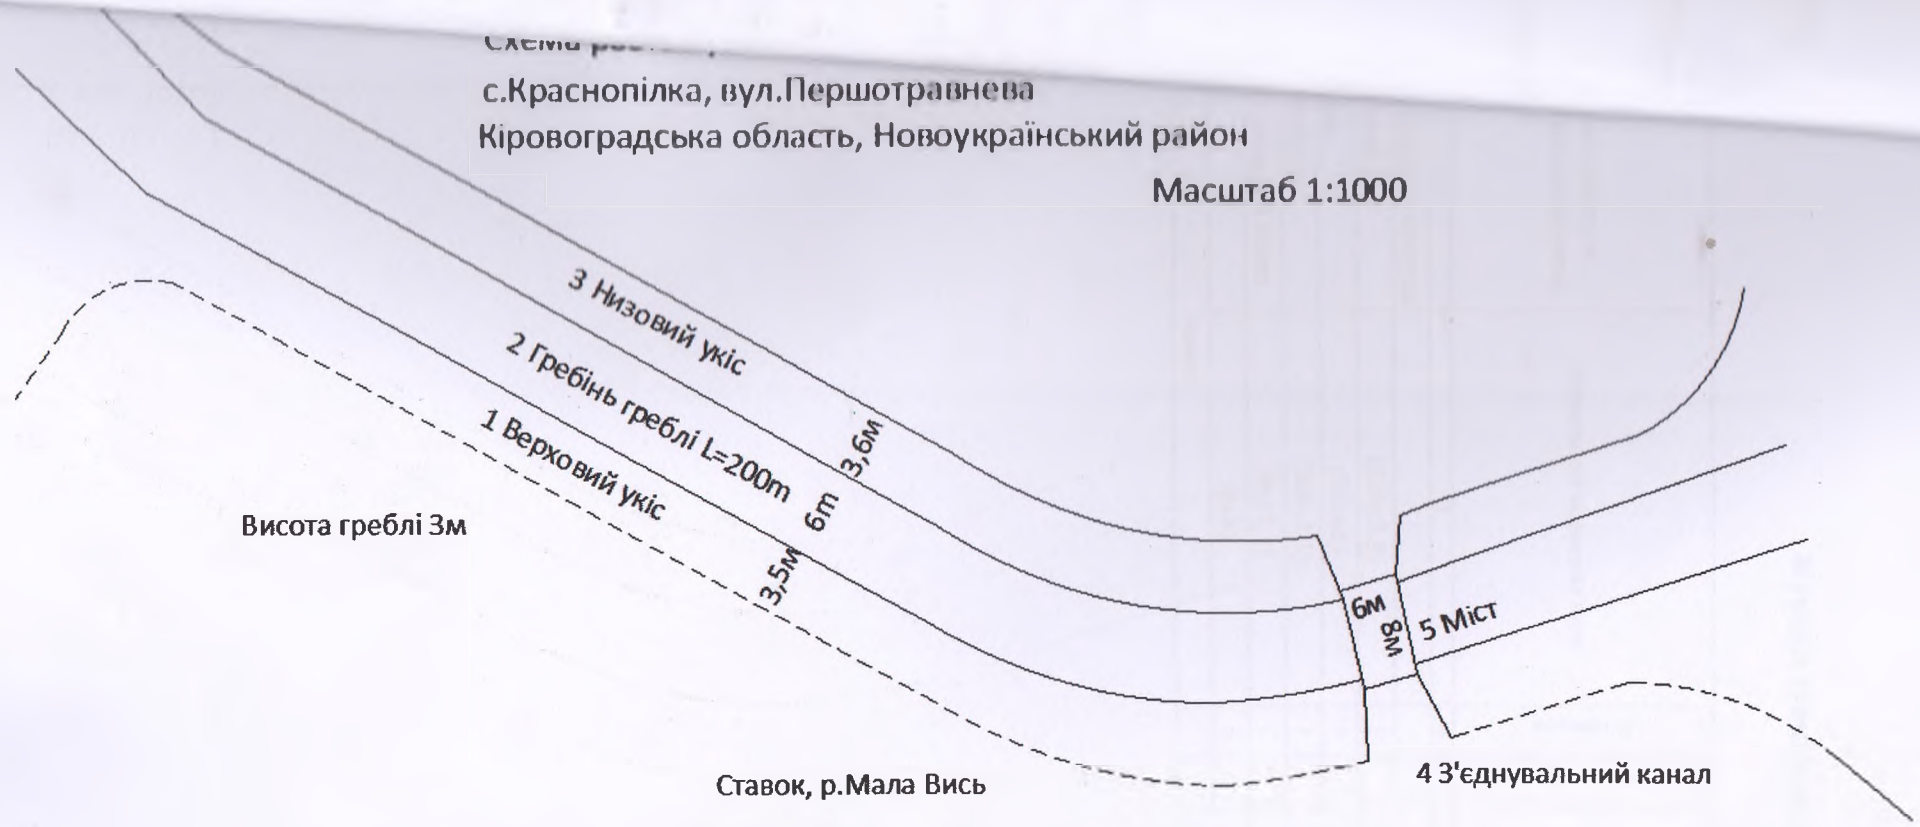 Схема
с.Краснопілка, вул.Першотравнева
Кіровоградська область, Новоукраїнський район
Масштаб 1:1000
3 Низовий укіс
2 Гребінь греблі L=200m
1 Верховий укіс
3,6м
6m
3,5м
Висота греблі 3м
6м
8м
5 Міст
4 З'єднувальний канал
Ставок, р.Мала Вись